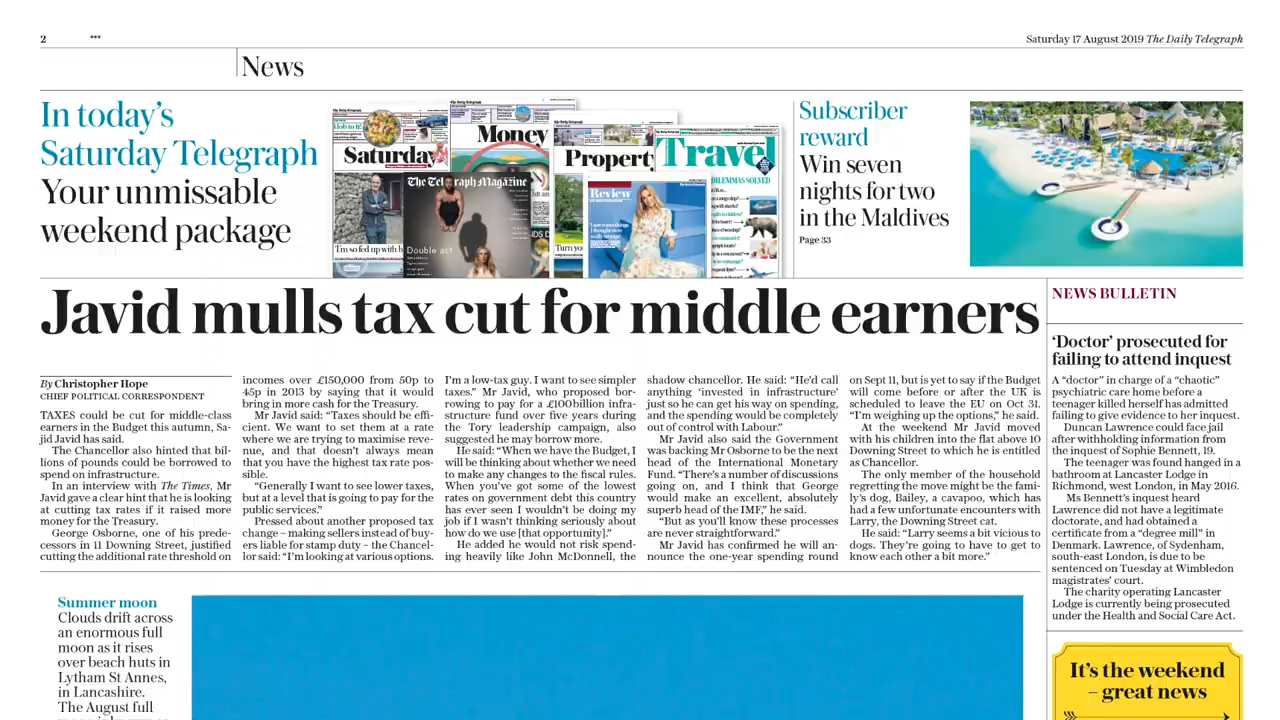 2
***
Saturday 17 August 2019 The Daily Telegraph
News
In today's
Saturday Telegraph
Your unmissable
weekend package
Saturday
Money
Property
Travel
The Telegraph Magazine
Review
Double act
DILEMMAS SOLVED
I'm so fed up with
Subscriber
reward
Win seven
nights for two
in the Maldives
Page 33
Javid mulls tax cut for middle earners
By Christopher Hope
CHIEF POLITICAL CORRESPONDENT
TAXES could be cut for middle-class
earners in the Budget this autumn, Sa-
jid Javid has said.
The Chancellor also hinted that bil-
lions of pounds could be borrowed to
spend on infrastructure.
In an interview with The Times, Mr
Javid gave a clear hint that he is looking
at cutting tax rates if it raised more
money for the Treasury.
George Osborne, one of his prede-
cessors in 11 Downing Street, justified
cutting the additional rate threshold on
incomes over £150,000 from 50p to
45p in 2013 by saying that it would
bring in more cash for the Treasury.
Mr Javid said: “Taxes should be effi-
cient. We want to set them at a rate
where we are trying to maximise reve-
nue, and that doesn't always mean
that you have the highest tax rate pos-
sible.
“Generally I want to see lower taxes,
but at a level that is going to pay for the
public services.”
Pressed about another proposed tax
change – making sellers instead of buy-
ers liable for stamp duty – the Chancel-
lor said: “I'm looking at various options.
I'm a low-tax guy. I want to see simpler
taxes.” Mr Javid, who proposed bor-
rowing to pay for a £100billion infra-
structure fund over five years during
the Tory leadership campaign, also
suggested he may borrow more.
He said: “When we have the Budget, I
will be thinking about whether we need
to make any changes to the fiscal rules.
When you've got some of the lowest
rates on government debt this country
has ever seen I wouldn't be doing my
job if I wasn't thinking seriously about
how do we use [that opportunity].”
He added he would not risk spend-
ing heavily like John McDonnell, the
shadow chancellor. He said: “He'd call
anything ‘invested in infrastructure’
just so he can get his way on spending,
and the spending would be completely
out of control with Labour.”
Mr Javid also said the Government
was backing Mr Osborne to be the next
head of the International Monetary
Fund. “There's a number of discussions
going on, and I think that George
would make an excellent, absolutely
superb head of the IMF,” he said.
“But as you'll know these processes
are never straightforward.”
Mr Javid has confirmed he will an-
nounce the one-year spending round
on Sept 11, but is yet to say if the Budget
will come before or after the UK is
scheduled to leave the EU on Oct 31.
“I'm weighing up the options,” he said.
At the weekend Mr Javid moved
with his children into the flat above 10
Downing Street to which he is entitled
as Chancellor.
The only member of the household
regretting the move might be the fami-
ly's dog, Bailey, a cavapoo, which has
had a few unfortunate encounters with
Larry, the Downing Street cat.
He said: “Larry seems a bit vicious to
dogs. They're going to have to get to
know each other a bit more.”
NEWS BULLETIN
‘Doctor’ prosecuted for
failing to attend inquest
A “doctor” in charge of a “chaotic”
psychiatric care home before a
teenager killed herself has admitted
failing to give evidence to her inquest.
Duncan Lawrence could face jail
after withholding information from
the inquest of Sophie Bennett, 19.
The teenager was found hanged in a
bathroom at Lancaster Lodge in
Richmond, west London, in May 2016.
Ms Bennett's inquest heard
Lawrence did not have a legitimate
doctorate, and had obtained a
certificate from a “degree mill” in
Denmark. Lawrence, of Sydenham,
south-east London, is due to be
sentenced on Tuesday at Wimbledon
magistrates' court.
The charity operating Lancaster
Lodge is currently being prosecuted
under the Health and Social Care Act.
Summer moon
Clouds drift across
an enormous full
moon as it rises
over beach huts in
Lytham St Annes,
in Lancashire.
The August full
It's the weekend
– great news